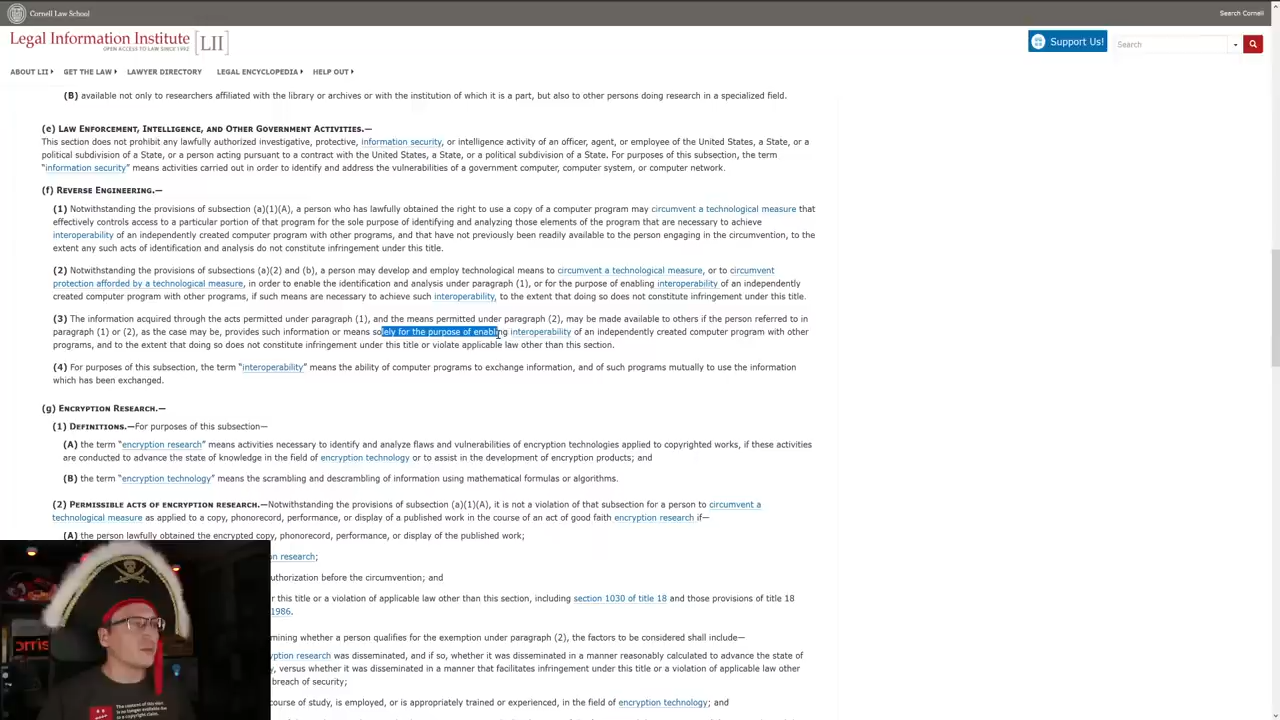 Cornell Law School
Search Cornell
Legal Information Institute [LII]
OPEN ACCESS TO LAW SINCE 1992
Support Us!
Search
ABOUT LII GET THE LAW LAWYER DIRECTORY LEGAL ENCYCLOPEDIA HELP OUT
(B) available not only to researchers affiliated with the library or archives or with the institution of which it is a part, but also to other persons doing research in a specialized field.
(e) LAW ENFORCEMENT, INTELLIGENCE, AND OTHER GOVERNMENT ACTIVITIES.—
This section does not prohibit any lawfully authorized investigative, protective, information security, or intelligence activity of an officer, agent, or employee of the United States, a State, or a
political subdivision of a State, or a person acting pursuant to a contract with the United States, a State, or a political subdivision of a State. For purposes of this subsection, the term
“information security” means activities carried out in order to identify and address the vulnerabilities of a government computer, computer system, or computer network.
(f) REVERSE ENGINEERING.—
(1) Notwithstanding the provisions of subsection (a)(1)(A), a person who has lawfully obtained the right to use a copy of a computer program may circumvent a technological measure that
effectively controls access to a particular portion of that program for the sole purpose of identifying and analyzing those elements of the program that are necessary to achieve
interoperability of an independently created computer program with other programs, and that have not previously been readily available to the person engaging in the circumvention, to the
extent any such acts of identification and analysis do not constitute infringement under this title.
(2) Notwithstanding the provisions of subsections (a)(2) and (b), a person may develop and employ technological means to circumvent a technological measure, or to circumvent
protection afforded by a technological measure, in order to enable the identification and analysis under paragraph (1), or for the purpose of enabling interoperability of an independently
created computer program with other programs, if such means are necessary to achieve such interoperability, to the extent that doing so does not constitute infringement under this title.
(3) The information acquired through the acts permitted under paragraph (1), and the means permitted under paragraph (2), may be made available to others if the person referred to in
paragraph (1) or (2), as the case may be, provides such information or means solely for the purpose of enabling interoperability of an independently created computer program with other
programs, and to the extent that doing so does not constitute infringement under this title or violate applicable law other than this section.
(4) For purposes of this subsection, the term “interoperability” means the ability of computer programs to exchange information, and of such programs mutually to use the information
which has been exchanged.
(g) ENCRYPTION RESEARCH.—
(1) DEFINITIONS.—For purposes of this subsection—
(A) the term “encryption research” means activities necessary to identify and analyze flaws and vulnerabilities of encryption technologies applied to copyrighted works, if these activities
are conducted to advance the state of knowledge in the field of encryption technology or to assist in the development of encryption products; and
(B) the term “encryption technology” means the scrambling and descrambling of information using mathematical formulas or algorithms.
(2) PERMISSIBLE ACTS OF ENCRYPTION RESEARCH.—Notwithstanding the provisions of subsection (a)(1)(A), it is not a violation of that subsection for a person to circumvent a
technological measure as applied to a copy, phonorecord, performance, or display of a published work in the course of an act of good faith encryption research if—
(A) the person lawfully obtained the encrypted copy, phonorecord, performance, or display of the published work;
n research;
uthorization before the circumvention; and
r this title or a violation of applicable law other than this section, including section 1030 of title 18 and those provisions of title 18
1986.
mining whether a person qualifies for the exemption under paragraph (2), the factors to be considered shall include—
yption research was disseminated, and if so, whether it was disseminated in a manner reasonably calculated to advance the state of
y, versus whether it was disseminated in a manner that facilitates infringement under this title or a violation of applicable law other
breach of security;
course of study, is employed, or is appropriately trained or experienced, in the field of encryption technology; and